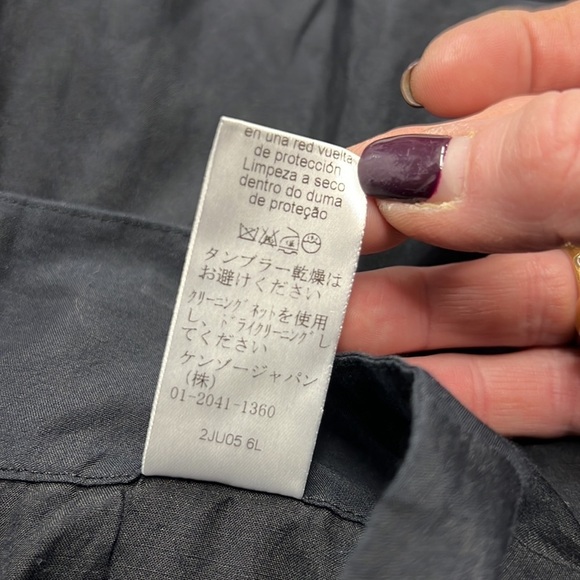 en una red vuelta
de protección
Limpeza a seco
dentro do duma
de proteção
タンブラー乾燥は
お避けください
クリーニングネットを使用
し、ドライクリーニングし
てください
ケンゾージャパン
(株)
01-2041-1360
2JU05 6L